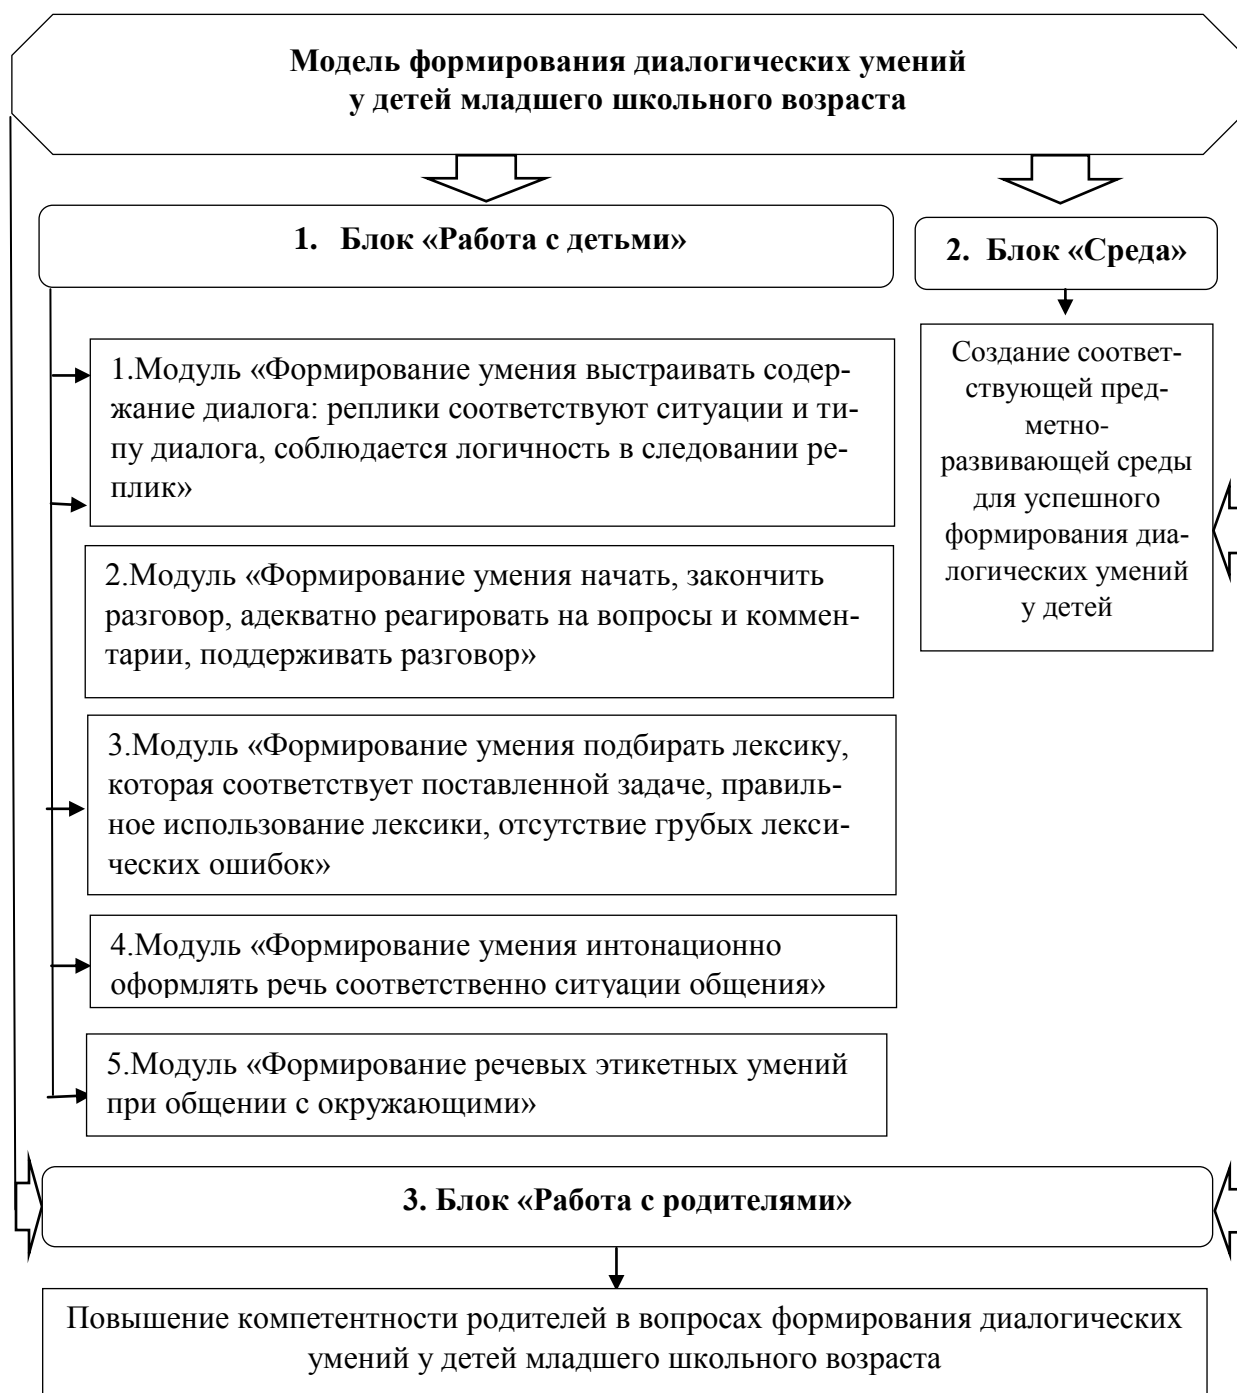 Модель формирования диалогических умений
у детей младшего школьного возраста
1. Блок «Работа с детьми»
2. Блок «Среда»
1.Модуль «Формирование умения выстраивать содер-
жание диалога: реплики соответствуют ситуации и ти-
пу диалога, соблюдается логичность в следовании ре-
плик»
Создание соответ-
ствующей пред-
метно-
развивающей среды
для успешного
формирования диа-
логических умений
у детей
2.Модуль «Формирование умения начать, закончить
разговор, адекватно реагировать на вопросы и коммен-
тарии, поддерживать разговор»
3.Модуль «Формирование умения подбирать лексику,
которая соответствует поставленной задаче, правиль-
ное использование лексики, отсутствие грубых лекси-
ческих ошибок»
4.Модуль «Формирование умения интонационно
оформлять речь соответственно ситуации общения»
5.Модуль «Формирование речевых этикетных умений
при общении с окружающими»
3. Блок «Работа с родителями»
Повышение компетентности родителей в вопросах формирования диалогических
умений у детей младшего школьного возраста